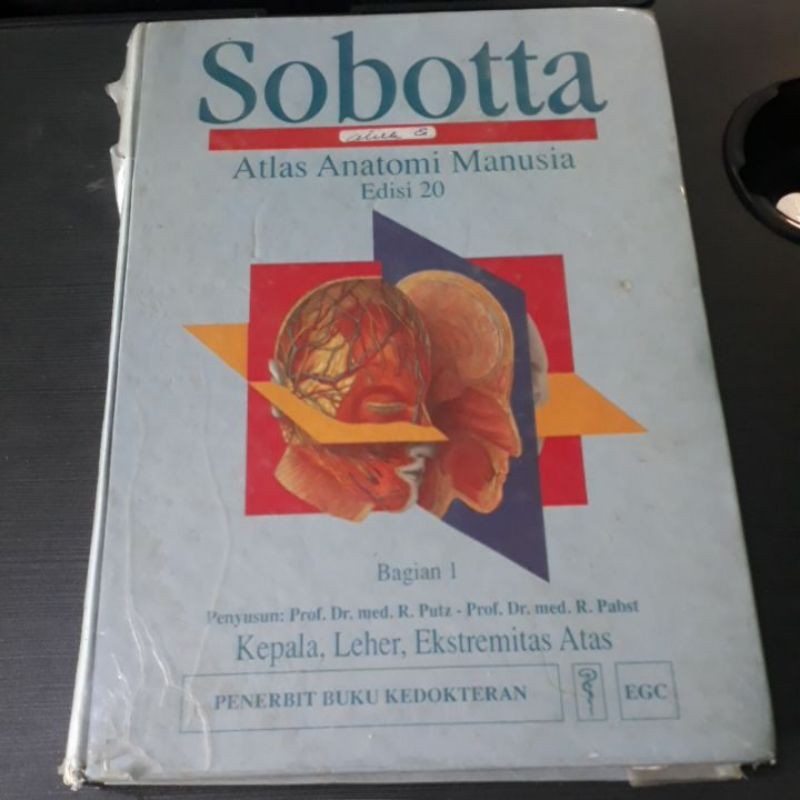 Sobotta
Atlas Anatomi Manusia
Edisi 20
Bagian 1
Penyusun: Prof. Dr. med. R. Putz - Prof. Dr. med. R. Pabst
Kepala, Leher, Ekstremitas Atas
PENERBIT BUKU KEDOKTERAN
EGC